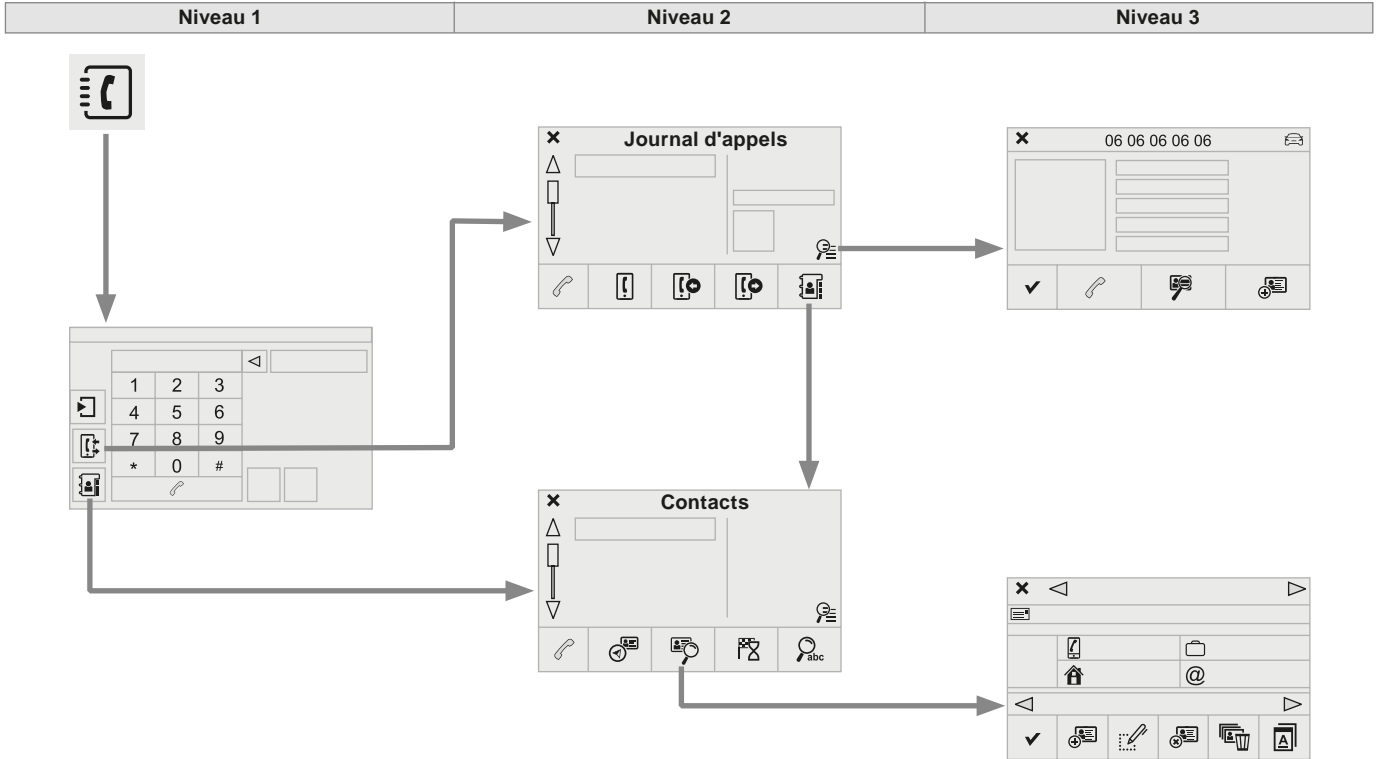 Niveau 1 Niveau 2 Niveau 3
Journal d'appels
06 06 06 06 06
1 2 3
4 5 6
7 8 9
* 0 #
Contacts
abc
@
A